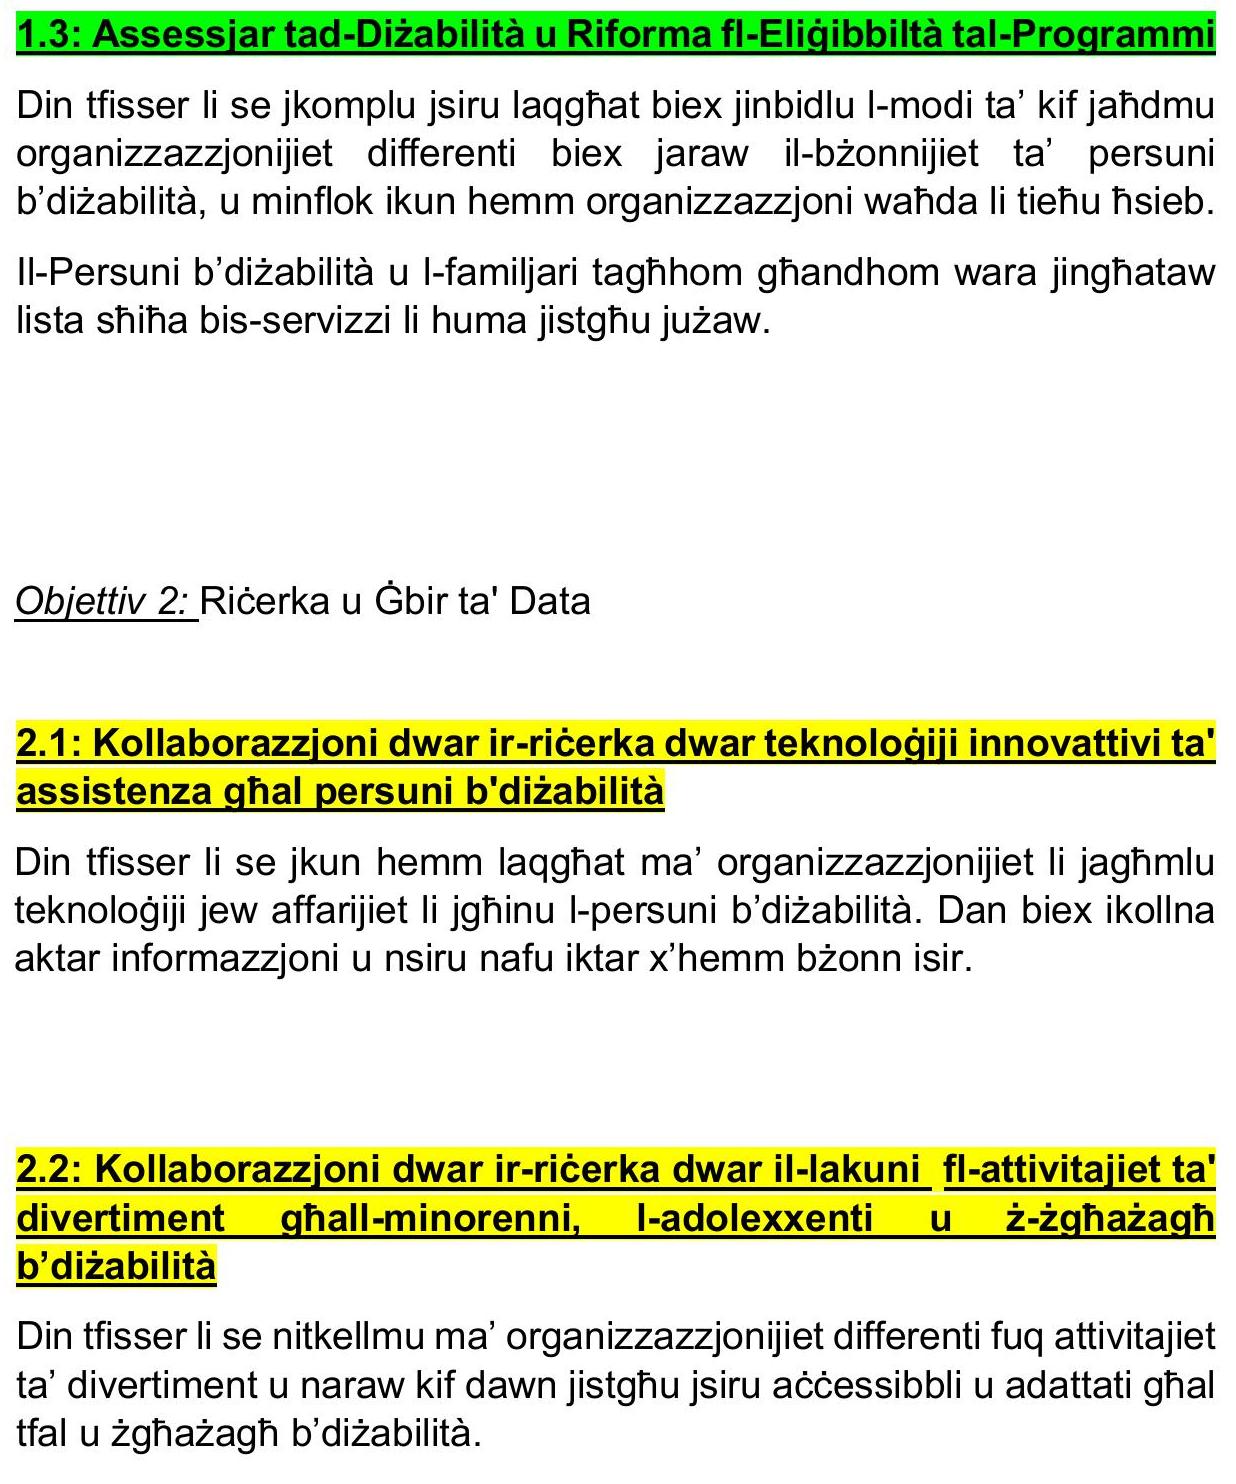 1.3: Assessjar tad-Diżabilità u Riforma fl-Eliġibbiltà tal-Programmi
Din tfisser li se jkomplu jsiru laqgħat biex jinbidlu l-modi ta’ kif jaħdmu
organizzazzjonijiet differenti biex jaraw il-bżonnijiet ta’ persuni
b’diżabilità, u minflok ikun hemm organizzazzjoni waħda li tieħu ħsieb.
Il-Persuni b’diżabilità u l-familjari tagħhom għandhom wara jingħataw
lista sħiħa bis-servizzi li huma jistgħu jużaw.
Objettiv 2: Riċerka u Ġbir ta' Data
2.1: Kollaborazzjoni dwar ir-riċerka dwar teknoloġiji innovattivi ta'
assistenza għal persuni b'diżabilità
Din tfisser li se jkun hemm laqgħat ma’ organizzazzjonijiet li jagħmlu
teknoloġiji jew affarijiet li jgħinu l-persuni b’diżabilità. Dan biex ikollna
aktar informazzjoni u nsiru nafu iktar x’hemm bżonn isir.
2.2: Kollaborazzjoni dwar ir-riċerka dwar il-lakuni fl-attivitajiet ta'
divertiment għall-minorenni, l-adolexxenti u ż-żgħażagħ
b’diżabilità
Din tfisser li se nitkellmu ma’ organizzazzjonijiet differenti fuq attivitajiet
ta’ divertiment u naraw kif dawn jistgħu jsiru aċċessibbli u adattati għal
tfal u żgħażagħ b’diżabilità.